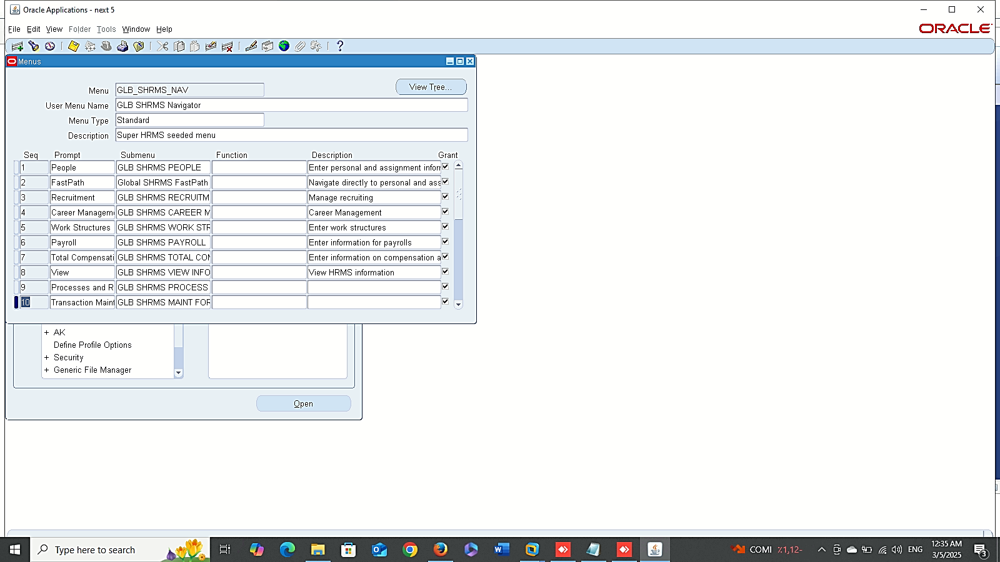 Oracle Applications - next 5
File Edit View Folder Tools Window Help
ORACLE
Menus
Menu GLB_SHRMS_NAV View Tree...
User Menu Name GLB SHRMS Navigator
Menu Type Standard
Description Super HRMS seeded menu
Seq Prompt Submenu Function Description Grant
1 People GLB SHRMS PEOPLE Enter personal and assignment inforr
2 FastPath Global SHRMS FastPath Navigate directly to personal and ass
3 Recruitment GLB SHRMS RECRUITM Manage recruiting
4 Career Managem GLB SHRMS CAREER M Career Management
5 Work Structures GLB SHRMS WORK STR Enter work structures
6 Payroll GLB SHRMS PAYROLL Enter information for payrolls
7 Total Compensati GLB SHRMS TOTAL CON Enter information on compensation a
8 View GLB SHRMS VIEW INFO View HRMS information
9 Processes and R GLB SHRMS PROCESS
10 Transaction Maint GLB SHRMS MAINT FOR
+ AK
Define Profile Options
+ Security
+ Generic File Manager
Open
Type here to search
COMI ٪1,12-
ENG
12:35 AM
3/5/2025
3